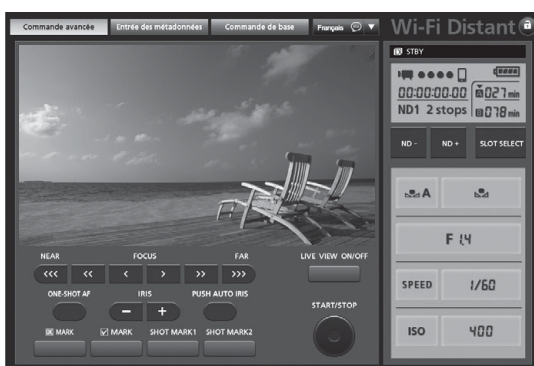 Commande avancée Entrée des métadonnées Commande de base Français Wi-Fi Distant
STBY
00:00:00.00 A 027 min
ND1 2 stops B 078 min
ND - ND + SLOT SELECT
A
F 1.4
NEAR FOCUS FAR LIVE VIEW ON/OFF
<<< << < > >> >>>
SPEED 1/60
ONE-SHOT AF IRIS PUSH AUTO IRIS
− +
START/STOP
OK MARK ☑ MARK SHOT MARK1 SHOT MARK2
ISO 400